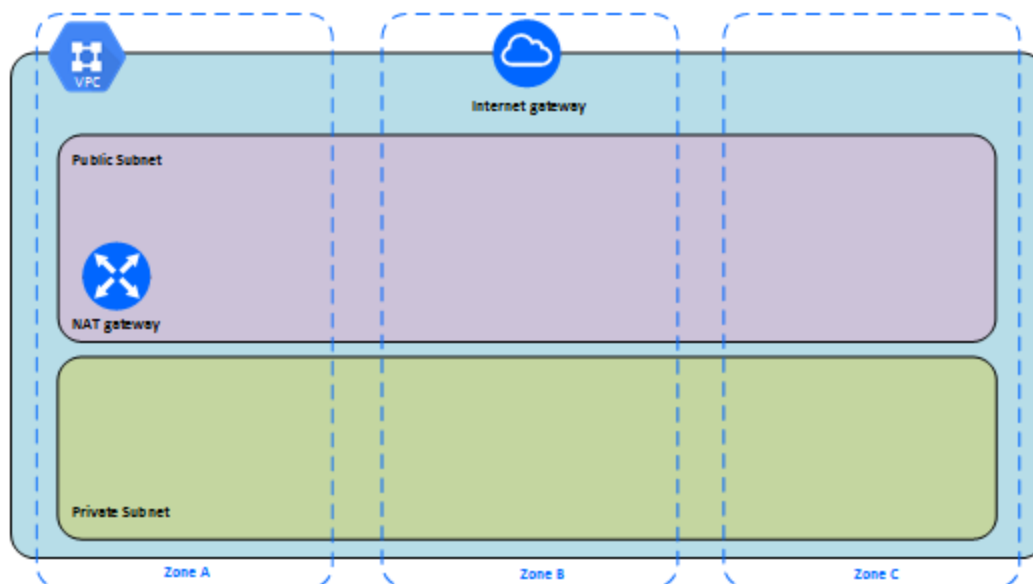 VPC
Internet gateway
Public Subnet
NAT gateway
Private Subnet
Zone A
Zone B
Zone C